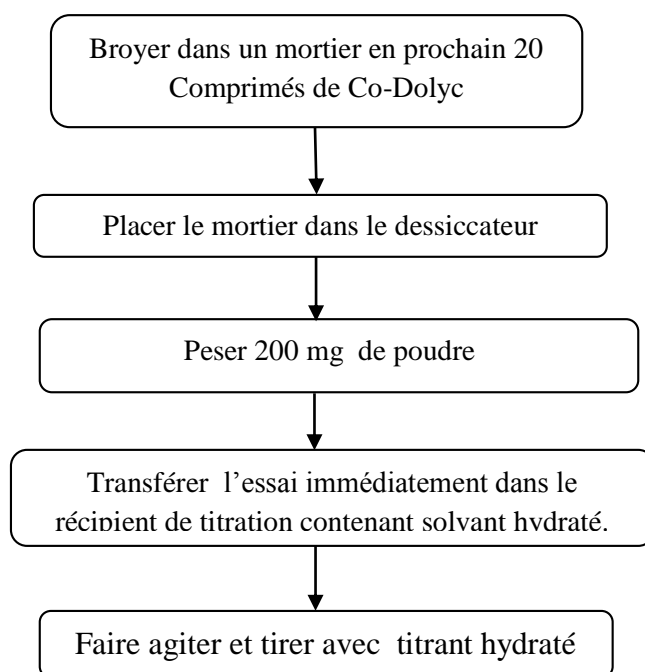 Broyer dans un mortier en prochain 20
Comprimés de Co-Dolyc
Placer le mortier dans le dessiccateur
Peser 200 mg de poudre
Transférer l’essai immédiatement dans le
récipient de titration contenant solvant hydraté.
Faire agiter et tirer avec titrant hydraté